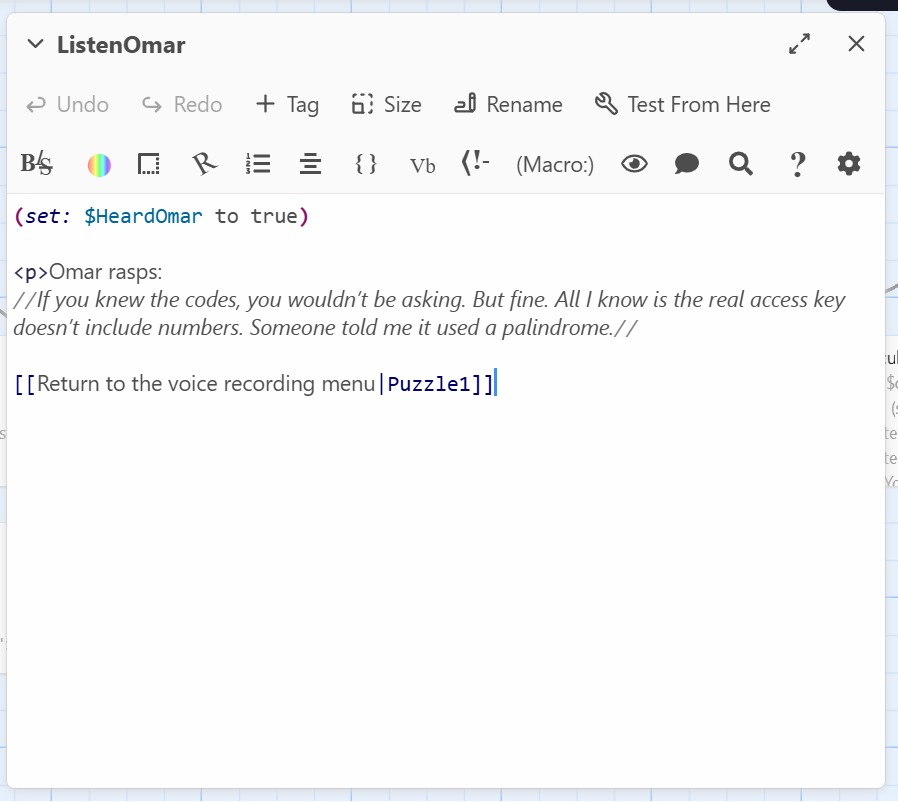 ListenOmar
Undo Redo + Tag Size Rename Test From Here
Vb (Macro:) ?
(set: $HeardOmar to true)
<p>Omar rasps:
//If you knew the codes, you wouldn’t be asking. But fine. All I know is the real access key
doesn’t include numbers. Someone told me it used a palindrome.//
[[Return to the voice recording menu|Puzzle1]]